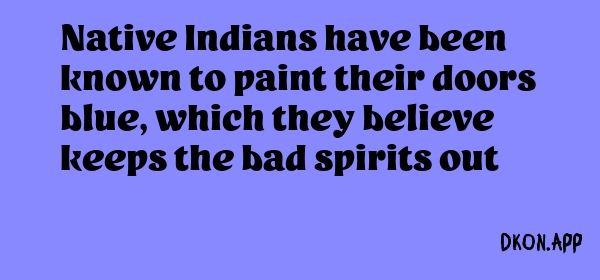 Native Indians have been
known to paint their doors
blue, which they believe
keeps the bad spirits out
DKON.APP